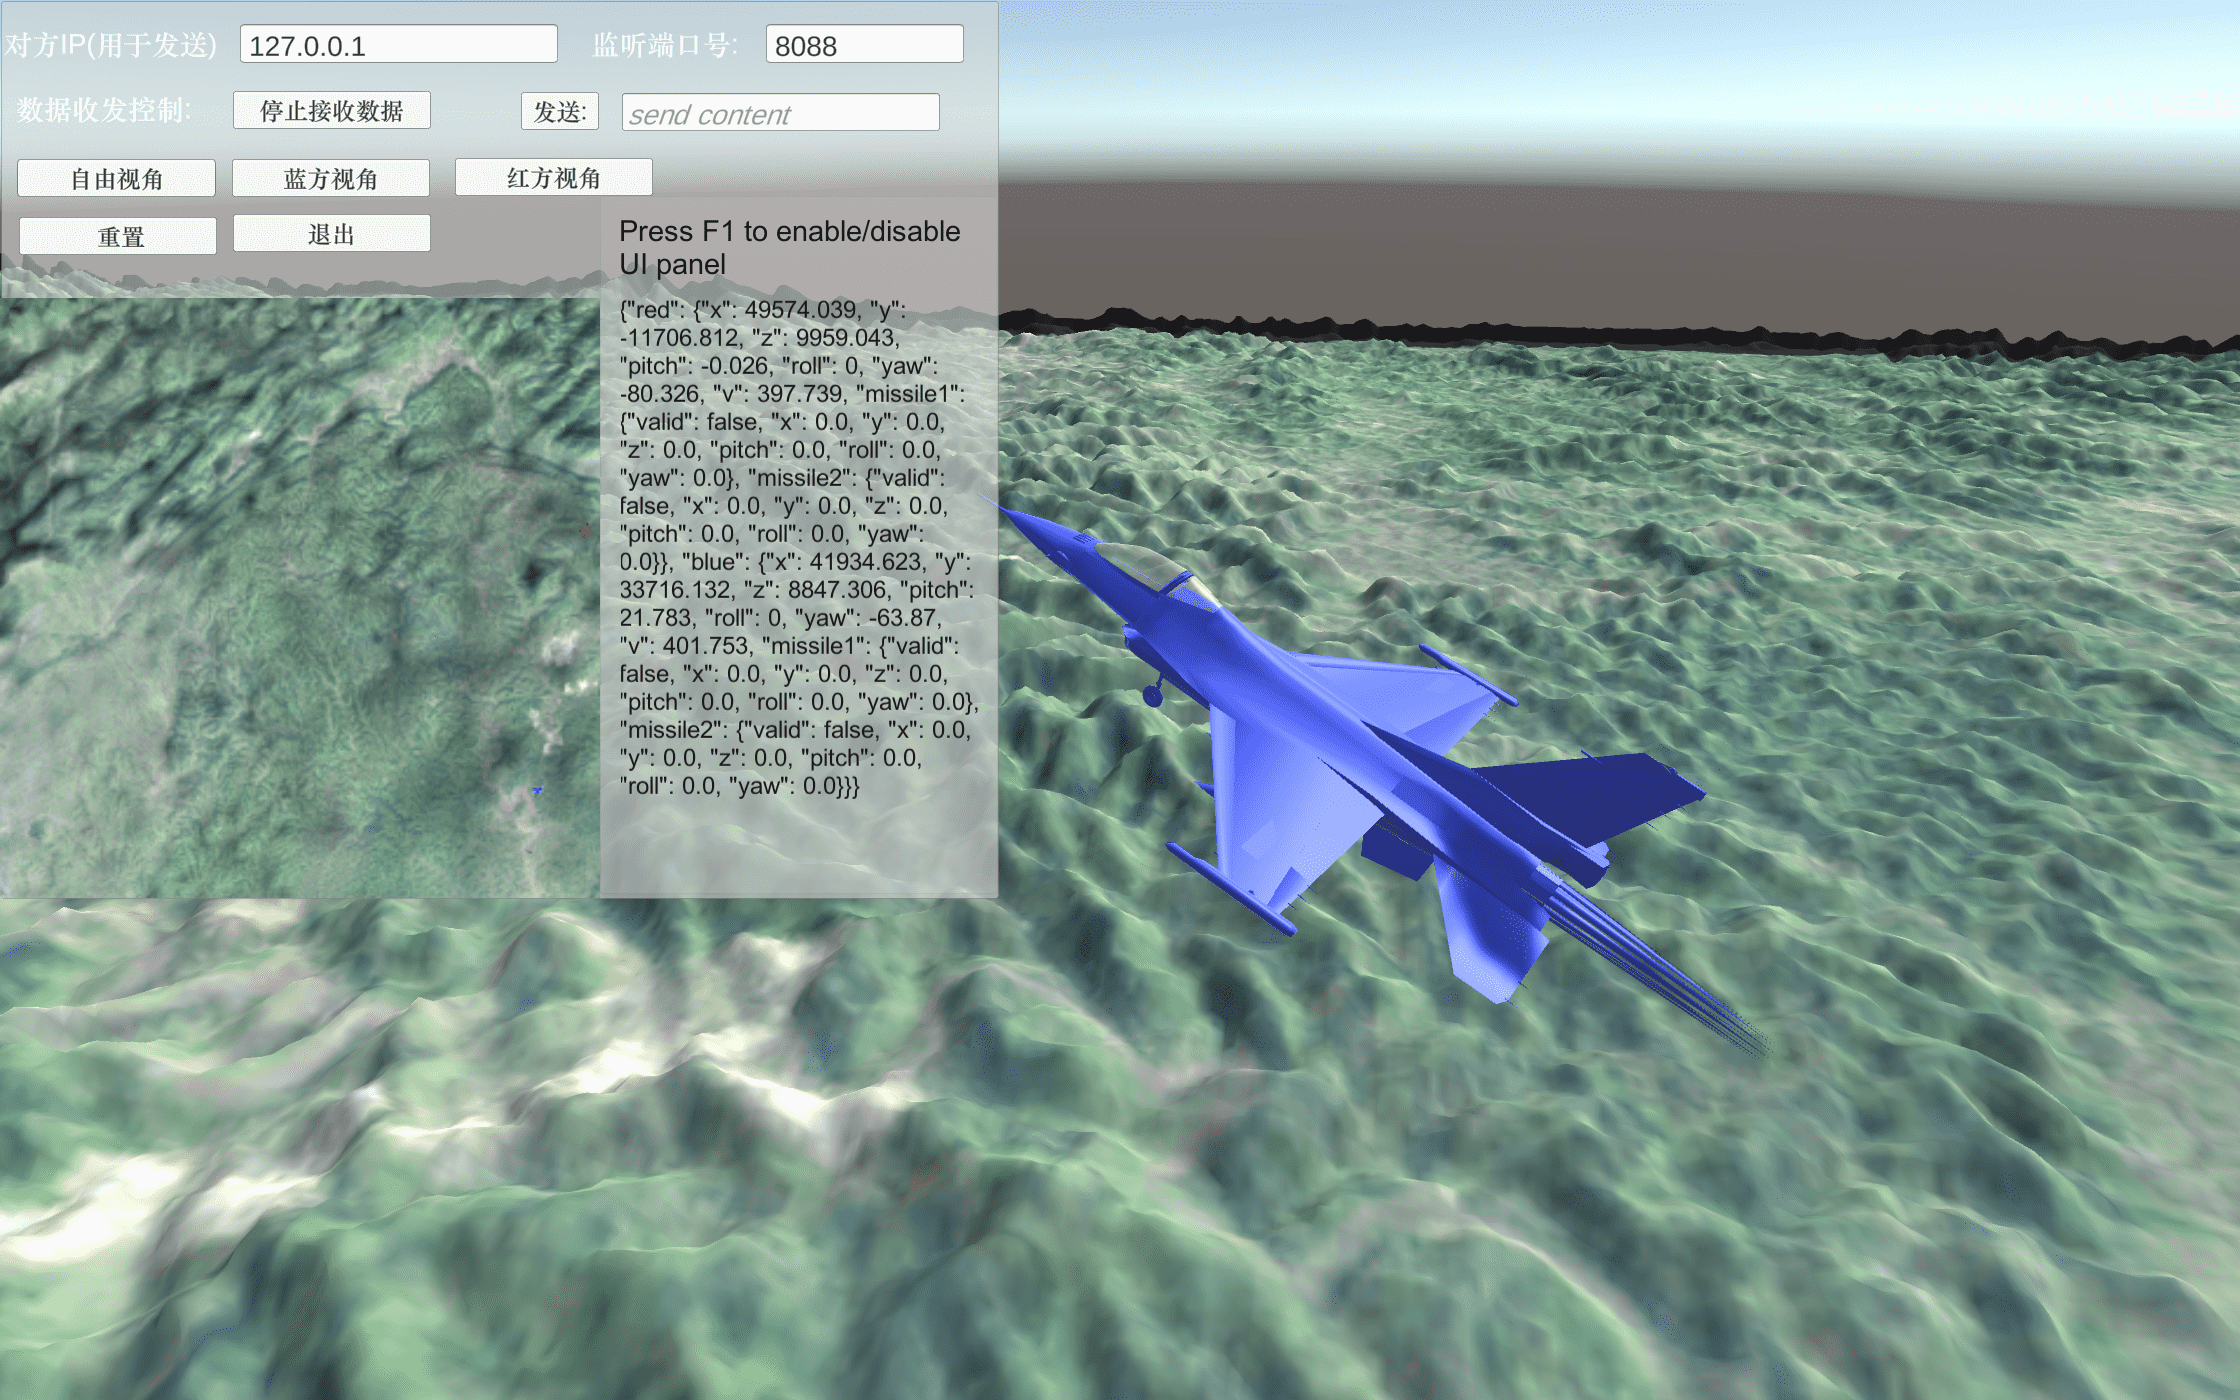 对方IP(用于发送) 127.0.0.1 监听端口号: 8088
数据收发控制: 停止接收数据 发送: send content
自由视角 蓝方视角 红方视角
重置 退出
Press F1 to enable/disable
UI panel
{"red": {"x": 49574.039, "y":
-11706.812, "z": 9959.043,
"pitch": -0.026, "roll": 0, "yaw":
-80.326, "v": 397.739, "missile1":
{"valid": false, "x": 0.0, "y": 0.0,
"z": 0.0, "pitch": 0.0, "roll": 0.0,
"yaw": 0.0}, "missile2": {"valid":
false, "x": 0.0, "y": 0.0, "z": 0.0,
"pitch": 0.0, "roll": 0.0, "yaw":
0.0}}, "blue": {"x": 41934.623, "y":
33716.132, "z": 8847.306, "pitch":
21.783, "roll": 0, "yaw": -63.87,
"v": 401.753, "missile1": {"valid":
false, "x": 0.0, "y": 0.0, "z": 0.0,
"pitch": 0.0, "roll": 0.0, "yaw": 0.0},
"missile2": {"valid": false, "x": 0.0,
"y": 0.0, "z": 0.0, "pitch": 0.0,
"roll": 0.0, "yaw": 0.0}}}